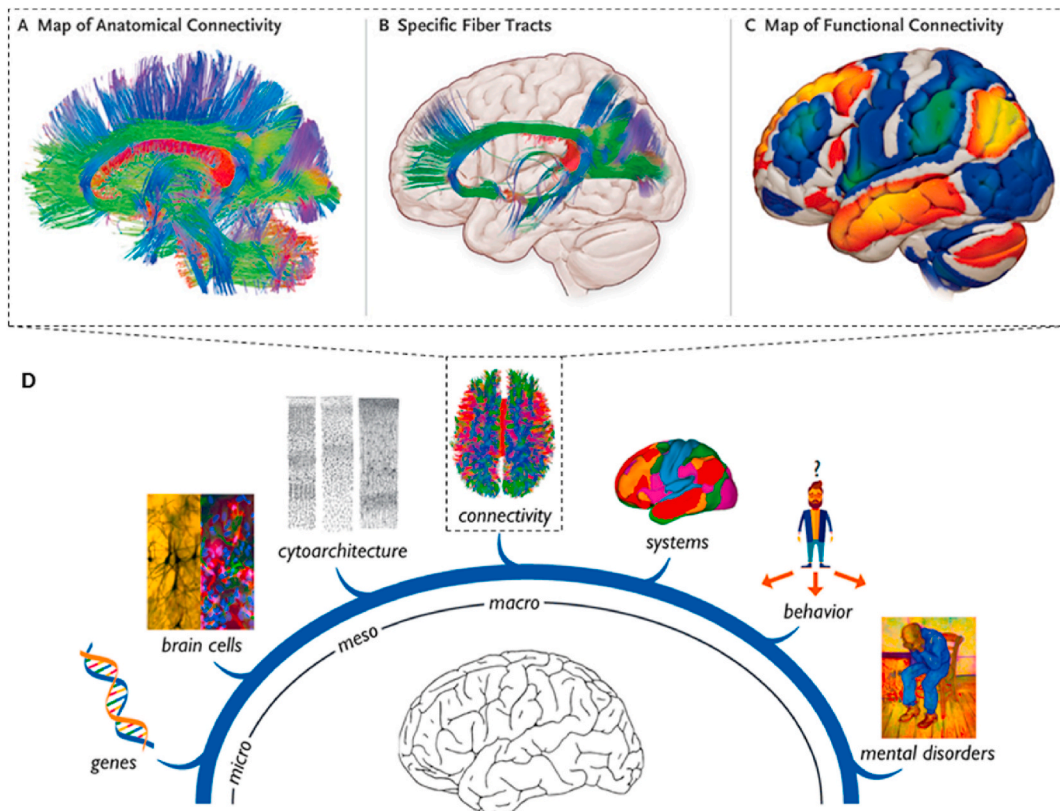 A Map of Anatomical Connectivity
B Specific Fiber Tracts
C Map of Functional Connectivity
D
connectivity
cytoarchitecture
systems
?
behavior
brain cells
mental disorders
genes
micro
meso
macro